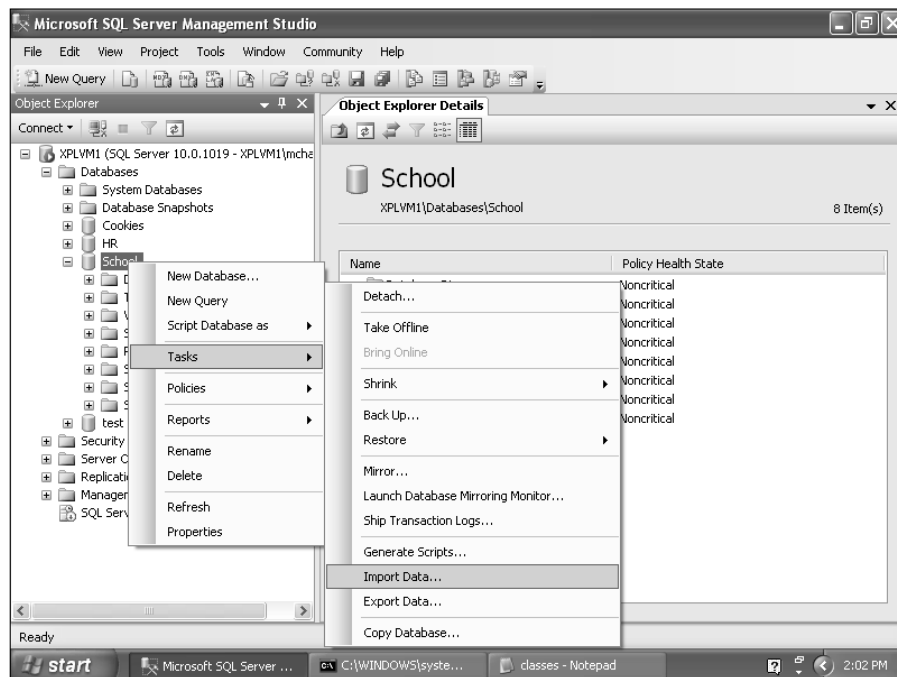 Microsoft SQL Server Management Studio
File Edit View Project Tools Window Community Help
New Query
Object Explorer
Connect
XPLVM1 (SQL Server 10.0.1019 - XPLVM1\mcha
Databases
System Databases
Database Snapshots
Cookies
HR
School
test
Security
Server O
Replicati
Manager
SQL Serv
New Database...
New Query
Script Database as
Tasks
Policies
Reports
Rename
Delete
Refresh
Properties
Detach...
Take Offline
Bring Online
Shrink
Back Up...
Restore
Mirror...
Launch Database Mirroring Monitor...
Ship Transaction Logs...
Generate Scripts...
Import Data...
Export Data...
Copy Database...
Object Explorer Details
School
XPLVM1\Databases\School
8 Item(s)
Name Policy Health State
Noncritical
Noncritical
Noncritical
Noncritical
Noncritical
Noncritical
Noncritical
Noncritical
Ready
start
Microsoft SQL Server ...
C:\WINDOWS\syste...
classes - Notepad
2:02 PM